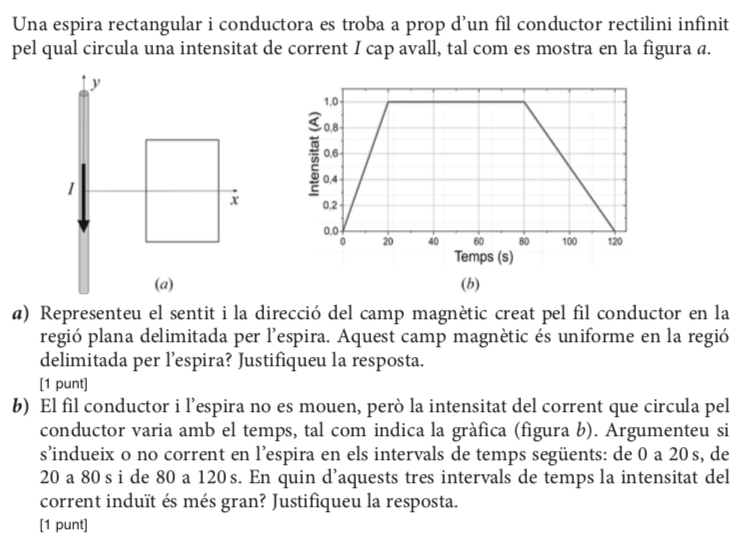 Una espira rectangular i conductora es troba a prop d’un fil conductor rectilini infinit
pel qual circula una intensitat de corrent I cap avall, tal com es mostra en la figura a.
y
I
x
(a)
Intensitat (A)
1,0
0,8
0,6
0,4
0,2
0,0
0 20 40 60 80 100 120
Temps (s)
(b)
a) Representeu el sentit i la direcció del camp magnètic creat pel fil conductor en la
regió plana delimitada per l’espira. Aquest camp magnètic és uniforme en la regió
delimitada per l’espira? Justifiqueu la resposta.
[1 punt]
b) El fil conductor i l’espira no es mouen, però la intensitat del corrent que circula pel
conductor varia amb el temps, tal com indica la gràfica (figura b). Argumenteu si
s’indueix o no corrent en l’espira en els intervals de temps següents: de 0 a 20 s, de
20 a 80 s i de 80 a 120 s. En quin d’aquests tres intervals de temps la intensitat del
corrent induït és més gran? Justifiqueu la resposta.
[1 punt]